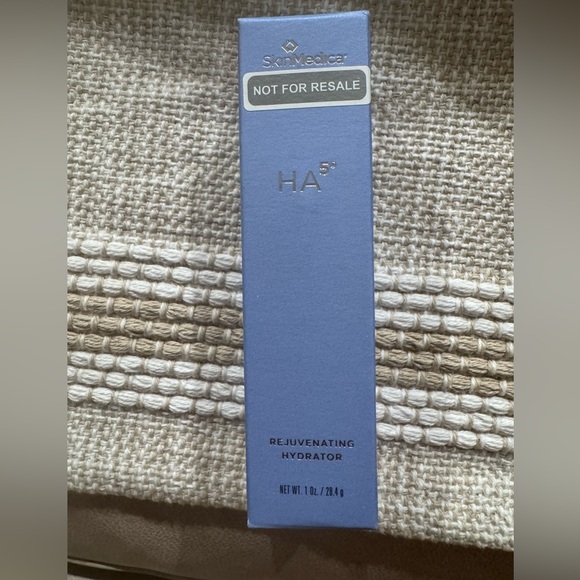 SkinMedica
NOT FOR RESALE
HA5
REJUVENATING
HYDRATOR
NET WT. 1 Oz. / 28.4 g